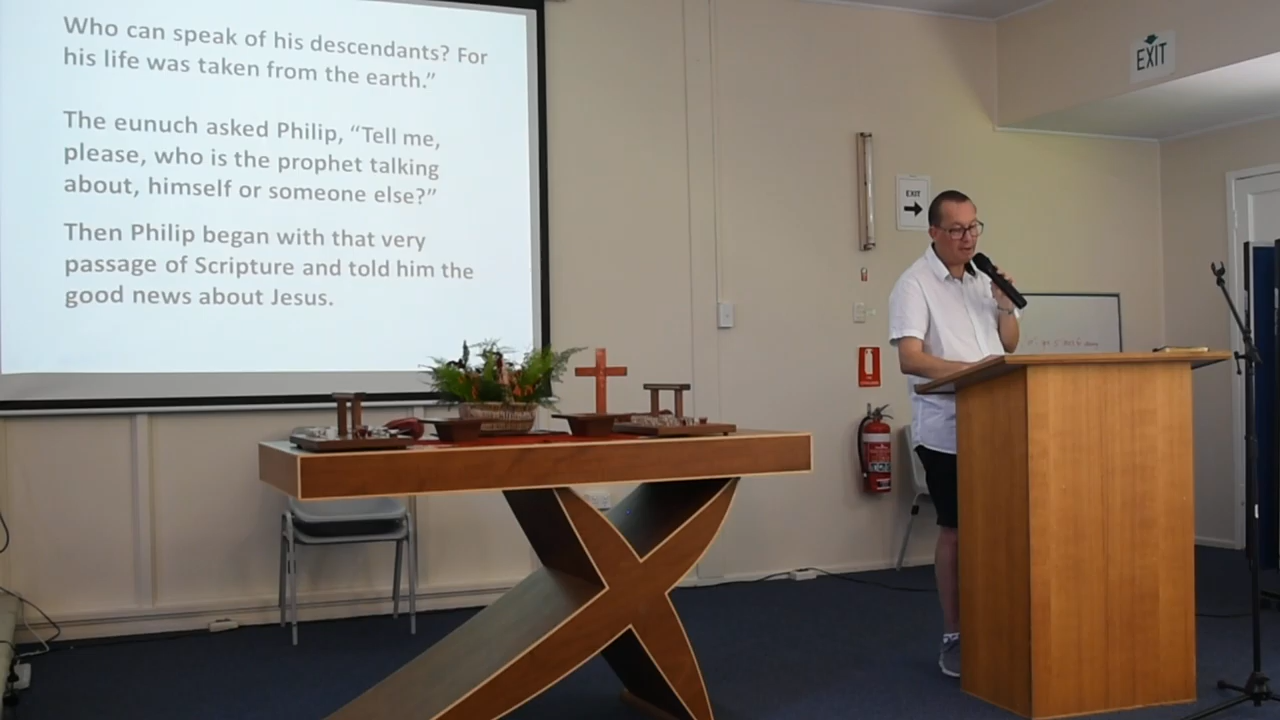 Who can speak of his descendants? For
his life was taken from the earth.”
The eunuch asked Philip, “Tell me,
please, who is the prophet talking
about, himself or someone else?”
Then Philip began with that very
passage of Scripture and told him the
good news about Jesus.
EXIT
EXIT